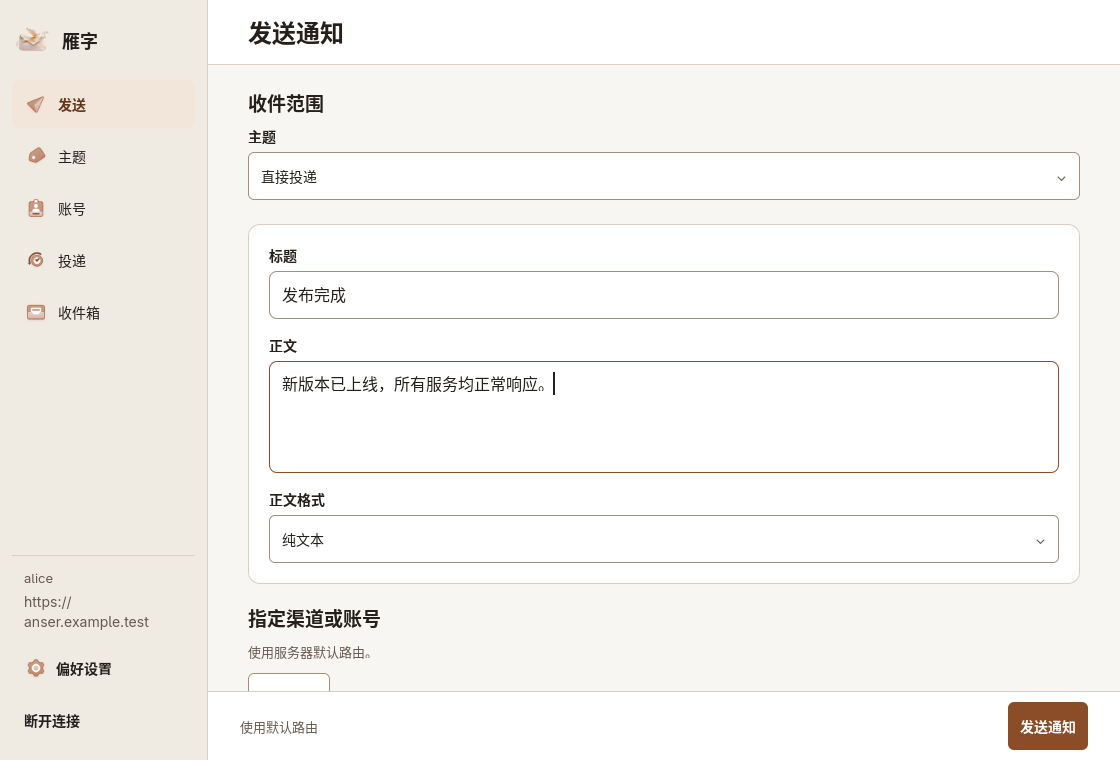 雁字
发送
主题
账号
投递
收件箱
alice
https://
anser.example.test
偏好设置
断开连接
发送通知
收件范围
主题
直接投递
标题
发布完成
正文
新版本已上线，所有服务均正常响应。
正文格式
纯文本
指定渠道或账号
使用服务器默认路由。
使用默认路由
发送通知